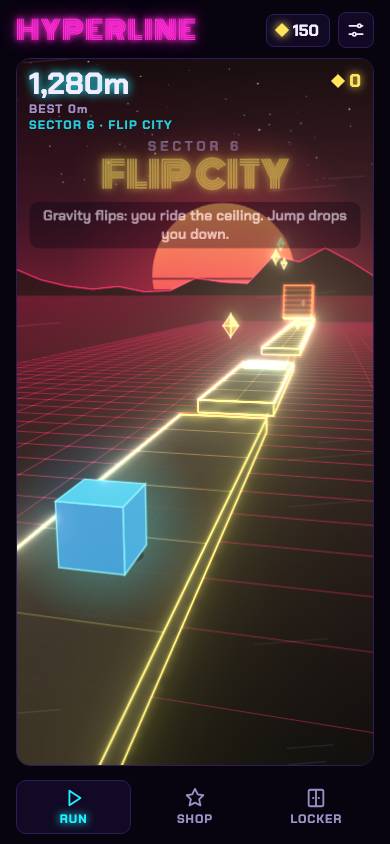 HYPERLINE
150
1,280m
0
BEST 0m
SECTOR 6 · FLIP CITY
SECTOR 6
FLIP CITY
Gravity flips: you ride the ceiling. Jump drops
you down.
RUN
SHOP
LOCKER